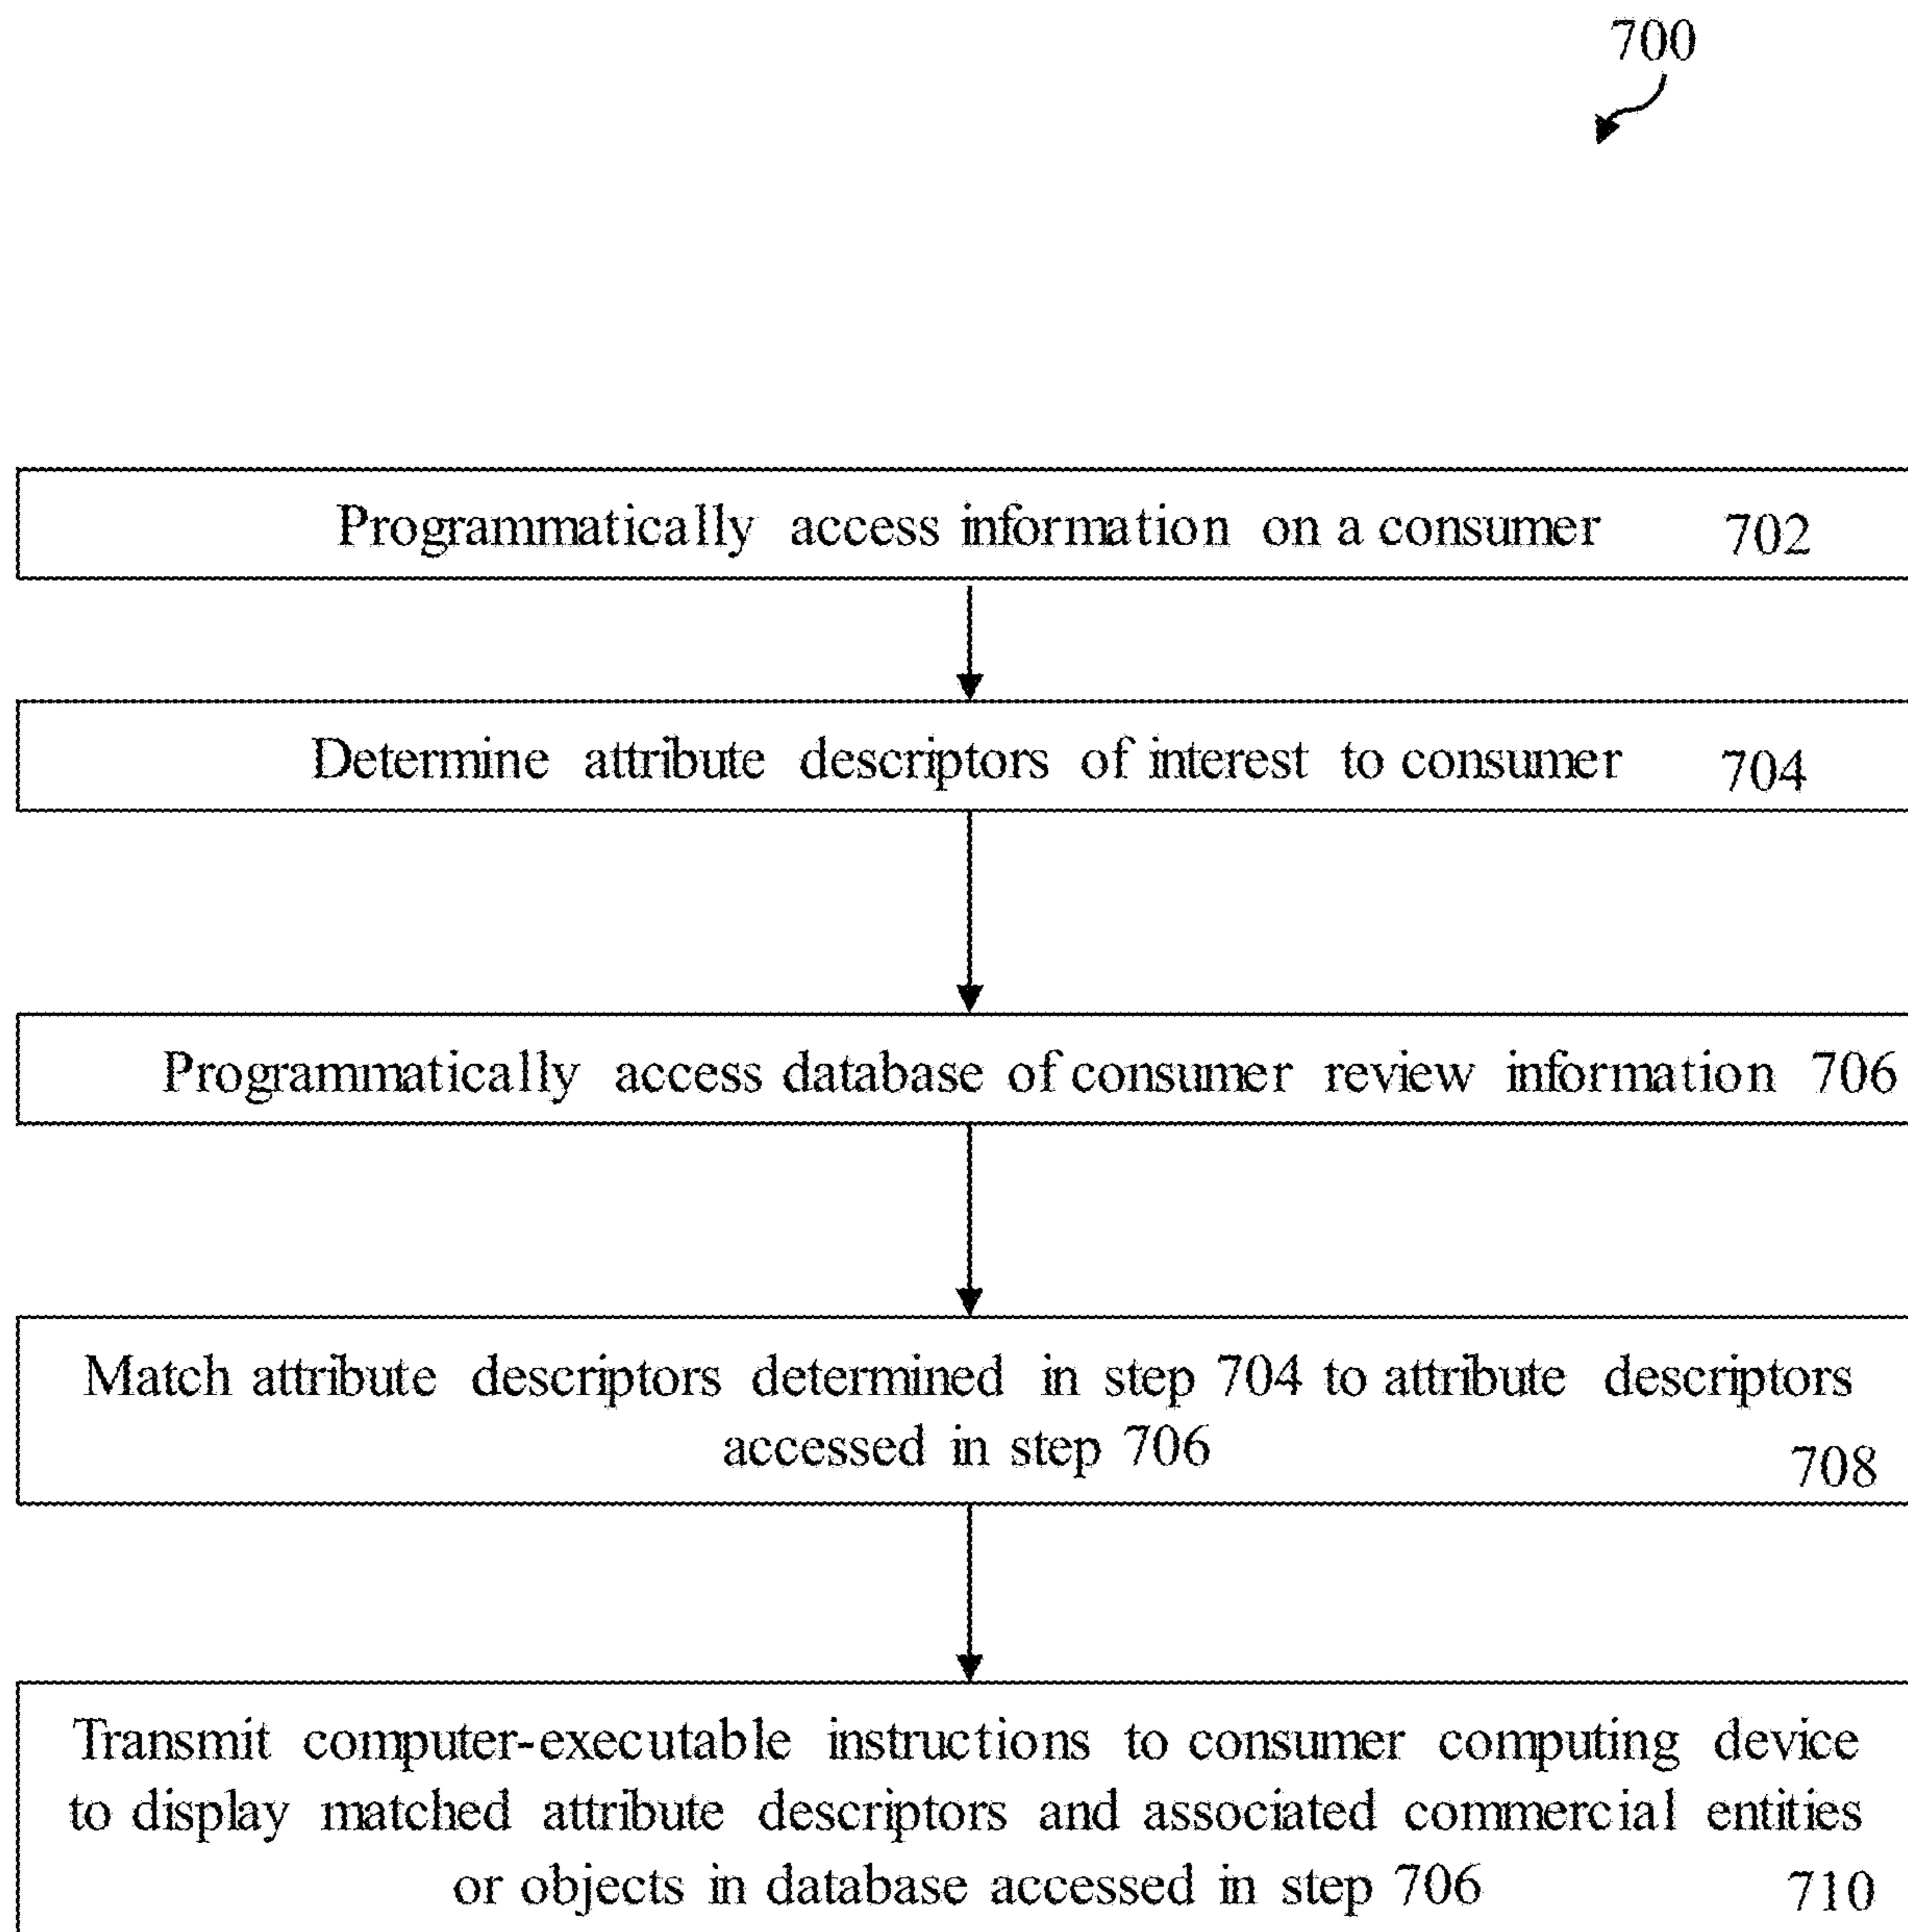 700
Programmatically access information on a consumer 702
Determine attribute descriptors of interest to consumer 704
Programmatically access database of consumer review information 706
Match attribute descriptors determined in step 704 to attribute descriptors
accessed in step 706
708
Transmit computer-executable instructions to consumer computing device
to display matched attribute descriptors and associated commercial entities
or objects in database accessed in step 706 710